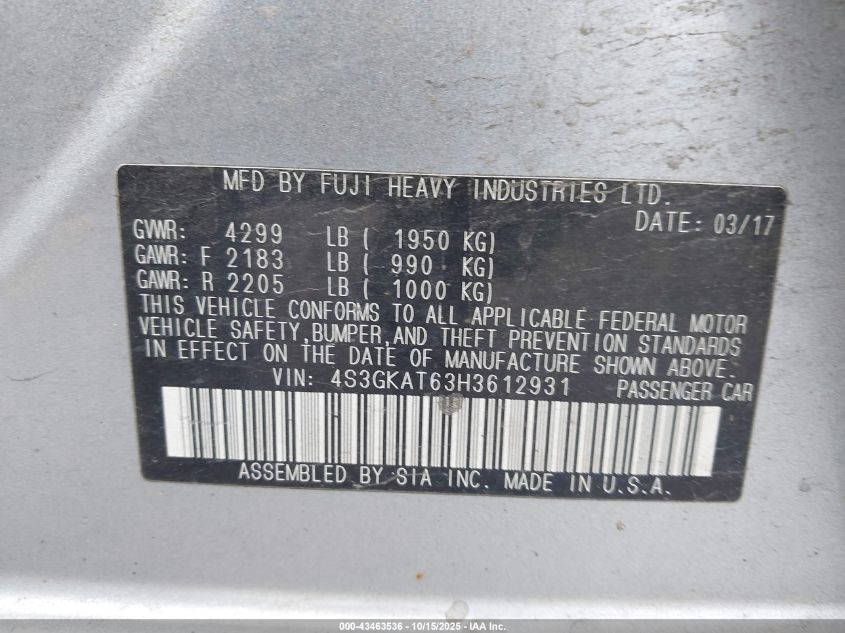 MFD BY FUJI HEAVY INDUSTRIES LTD.
DATE: 03/17
GVWR: 4299 LB ( 1950 KG)
GAWR: F 2183 LB ( 990 KG)
GAWR: R 2205 LB ( 1000 KG)
THIS VEHICLE CONFORMS TO ALL APPLICABLE FEDERAL MOTOR
VEHICLE SAFETY,BUMPER,AND THEFT PREVENTION STANDARDS
IN EFFECT ON THE DATE OF MANUFACTURE SHOWN ABOVE.
VIN: 4S3GKAT63H3612931 PASSENGER CAR
ASSEMBLED BY SIA INC. MADE IN U.S.A.
000-43463536 - 10/15/2025 - IAA Inc.